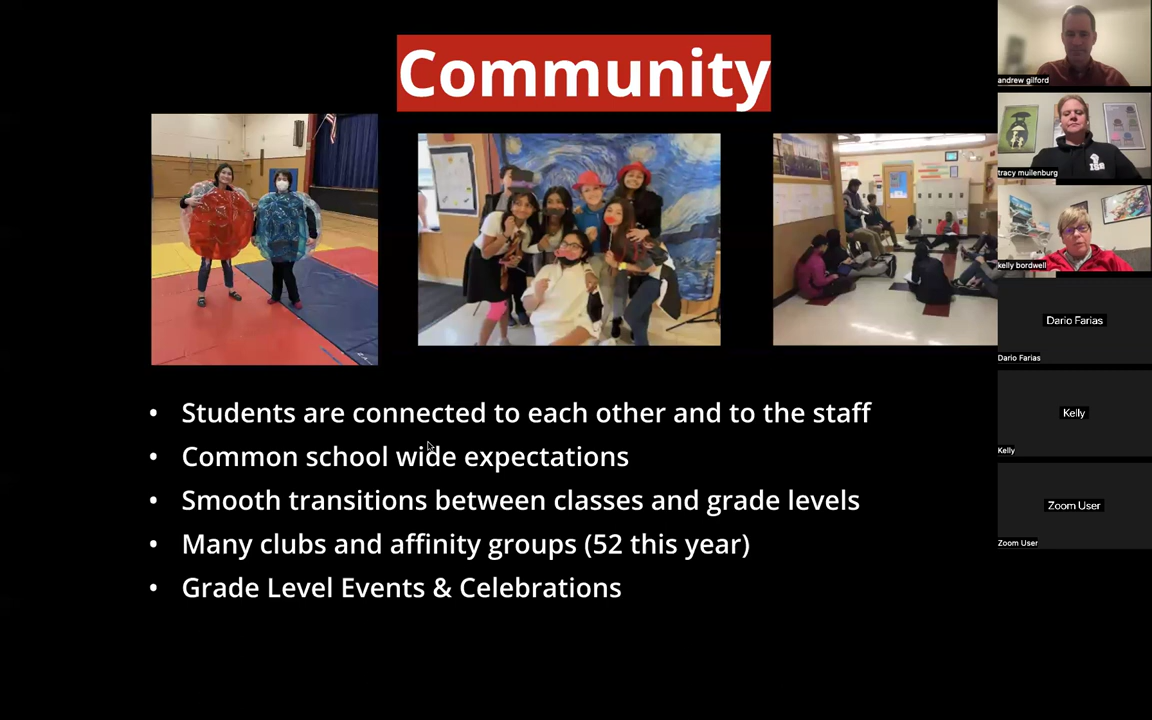 Community
• Students are connected to each other and to the staff
• Common school wide expectations
• Smooth transitions between classes and grade levels
• Many clubs and affinity groups (52 this year)
• Grade Level Events & Celebrations
andrew gilford
tracy muilenburg
kelly bordwell
Dario Farias
Dario Farias
Kelly
Kelly
Zoom User
Zoom User